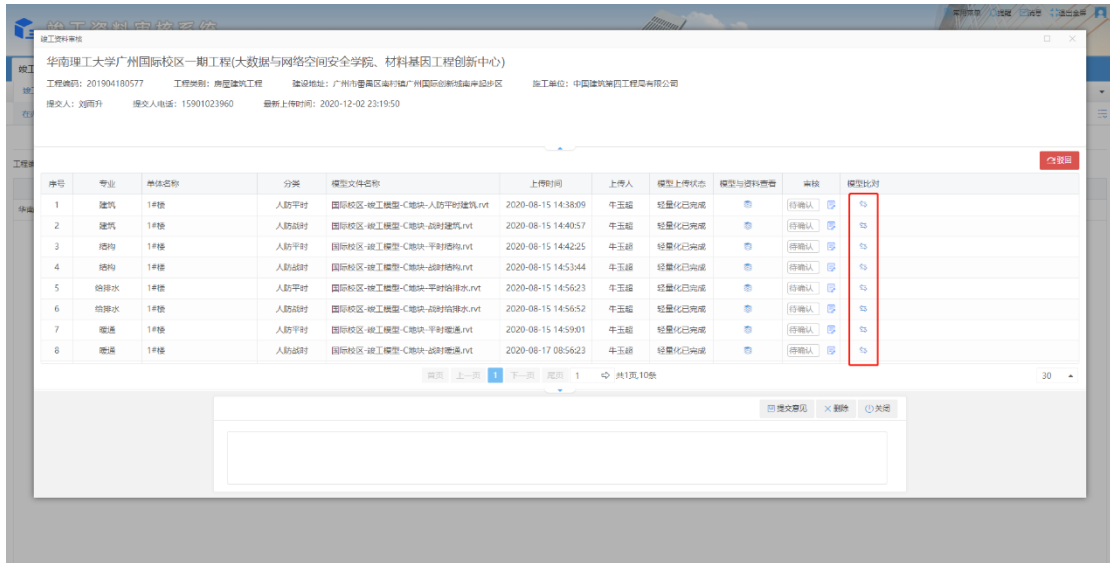 竣工资料审核系统
竣工资料审核
华南理工大学广州国际校区一期工程(大数据与网络空间安全学院、材料基因工程创新中心)
工程编码：201904180577 工程类别：房屋建筑工程 建设地址：广州市番禺区南村镇广州国际创新城南岸起步区 施工单位：中国建筑第四工程局有限公司
提交人：刘雨升 提交人电话：15901023960 最新上传时间：2020-12-02 23:19:50
驳回
序号 专业 单体名称 分类 模型文件名称 上传时间 上传人 模型上传状态 模型与资料查看 审核 模型比对
1 建筑 1#楼 人防平时 国际校区-竣工模型-C地块-人防平时建筑.rvt 2020-08-15 14:38:09 牛玉超 轻量化已完成 待确认
2 建筑 1#楼 人防战时 国际校区-竣工模型-C地块-战时建筑.rvt 2020-08-15 14:40:57 牛玉超 轻量化已完成 待确认
3 结构 1#楼 人防平时 国际校区-竣工模型-C地块-平时结构.rvt 2020-08-15 14:42:25 牛玉超 轻量化已完成 待确认
4 结构 1#楼 人防战时 国际校区-竣工模型-C地块-战时结构.rvt 2020-08-15 14:53:44 牛玉超 轻量化已完成 待确认
5 给排水 1#楼 人防平时 国际校区-竣工模型-C地块-平时给排水.rvt 2020-08-15 14:56:23 牛玉超 轻量化已完成 待确认
6 给排水 1#楼 人防战时 国际校区-竣工模型-C地块-战时给排水.rvt 2020-08-15 14:56:52 牛玉超 轻量化已完成 待确认
7 暖通 1#楼 人防平时 国际校区-竣工模型-C地块-平时暖通.rvt 2020-08-15 14:59:01 牛玉超 轻量化已完成 待确认
8 暖通 1#楼 人防战时 国际校区-竣工模型-C地块-战时暖通.rvt 2020-08-17 08:56:23 牛玉超 轻量化已完成 待确认
首页 上一页 1 下一页 尾页 1 共1页,10条 30
提交意见 删除 关闭